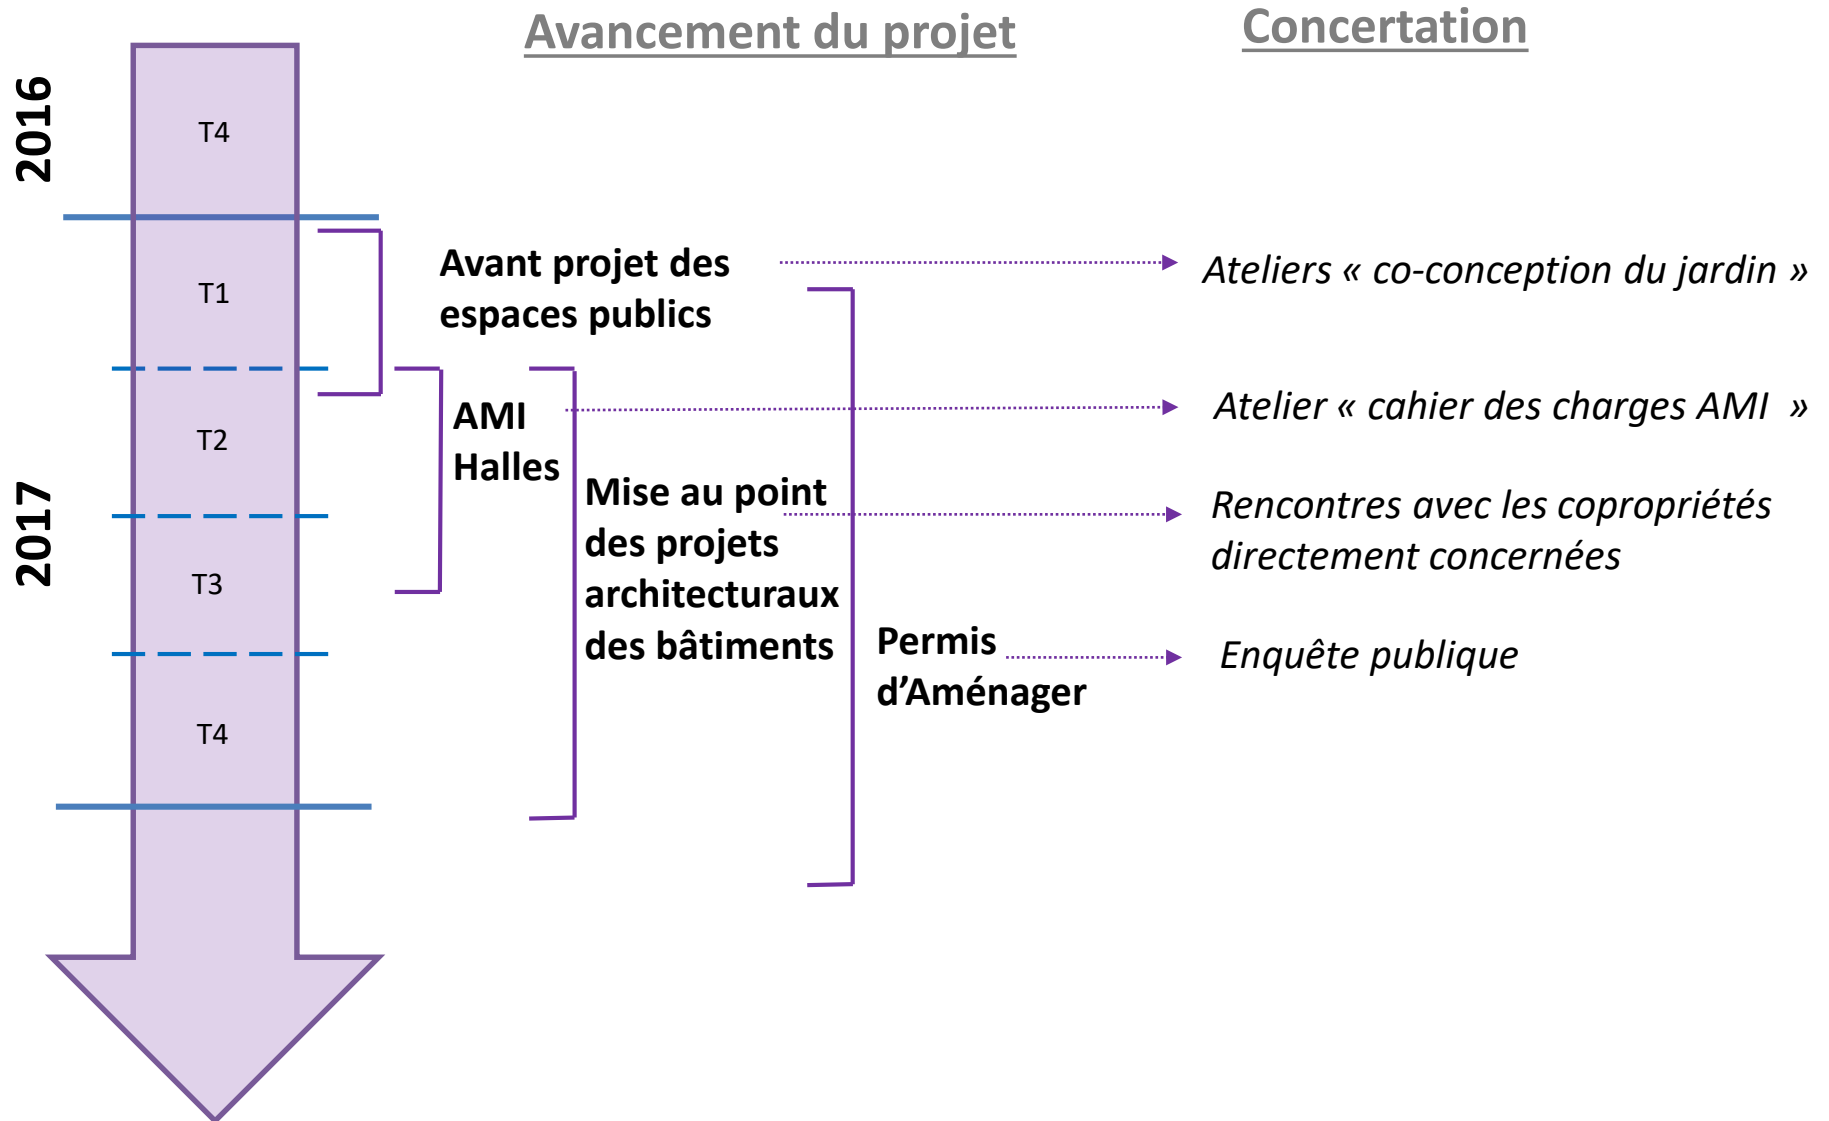 Avancement du projet
Concertation
2016
T4
2017
T1
T2
T3
T4
Avant projet des
espaces publics
Ateliers « co-conception du jardin »
AMI
Halles
Atelier « cahier des charges AMI  »
Mise au point
des projets
architecturaux
des bâtiments
Rencontres avec les copropriétés
directement concernées
Permis
d’Aménager
Enquête publique